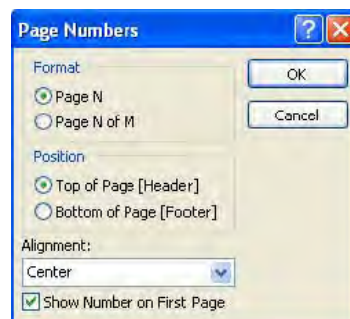 Page Numbers
Format
OK
Page N
Page N of M
Cancel
Position
Top of Page [Header]
Bottom of Page [Footer]
Alignment:
Center
Show Number on First Page